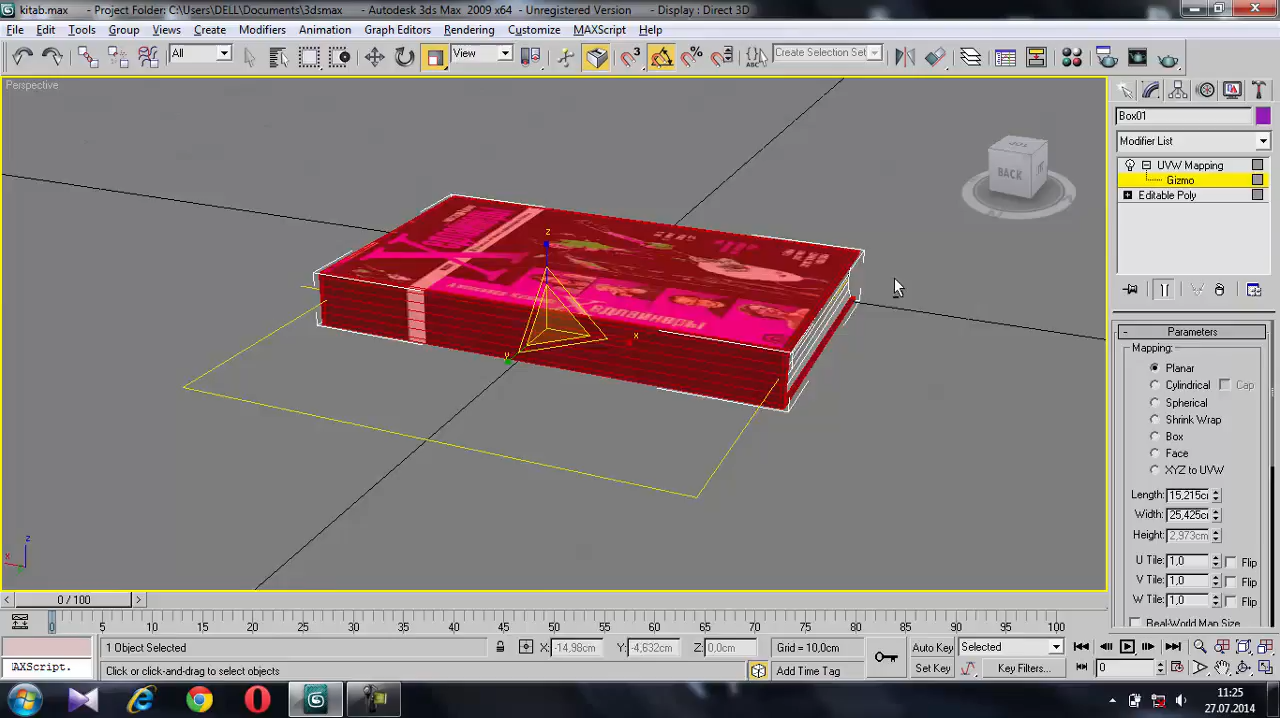 kitab.max - Project Folder: C:\Users\DELL\Documents\3dsmax - Autodesk 3ds Max 2009 x64 - Unregistered Version - Display : Direct 3D
File Edit Tools Group Views Create Modifiers Animation Graph Editors Rendering Customize MAXScript Help
All View 3 % ABC Create Selection Set
Perspective
BACK
z
x
y
z
x
Box01
Modifier List
UVW Mapping
Gizmo
Editable Poly
- Parameters
Mapping:
Planar
Cylindrical Cap
Spherical
Shrink Wrap
Box
Face
XYZ to UVW
Length: 15,215c
Width: 25,425c
Height: 2,973cm
U Tile: 1,0 Flip
V Tile: 1,0 Flip
W Tile: 1,0 Flip
Real-World Map Size
< 0 / 100 >
0 5 10 15 20 25 30 35 40 45 50 55 60 65 70 75 80 85 90 95 100
1 Object Selected X: -14,98cm Y: -4,632cm Z: 0,0cm Grid = 10,0cm Auto Key Selected
AXScript. Click or click-and-drag to select objects Add Time Tag Set Key Key Filters... 0
11:25
27.07.2014